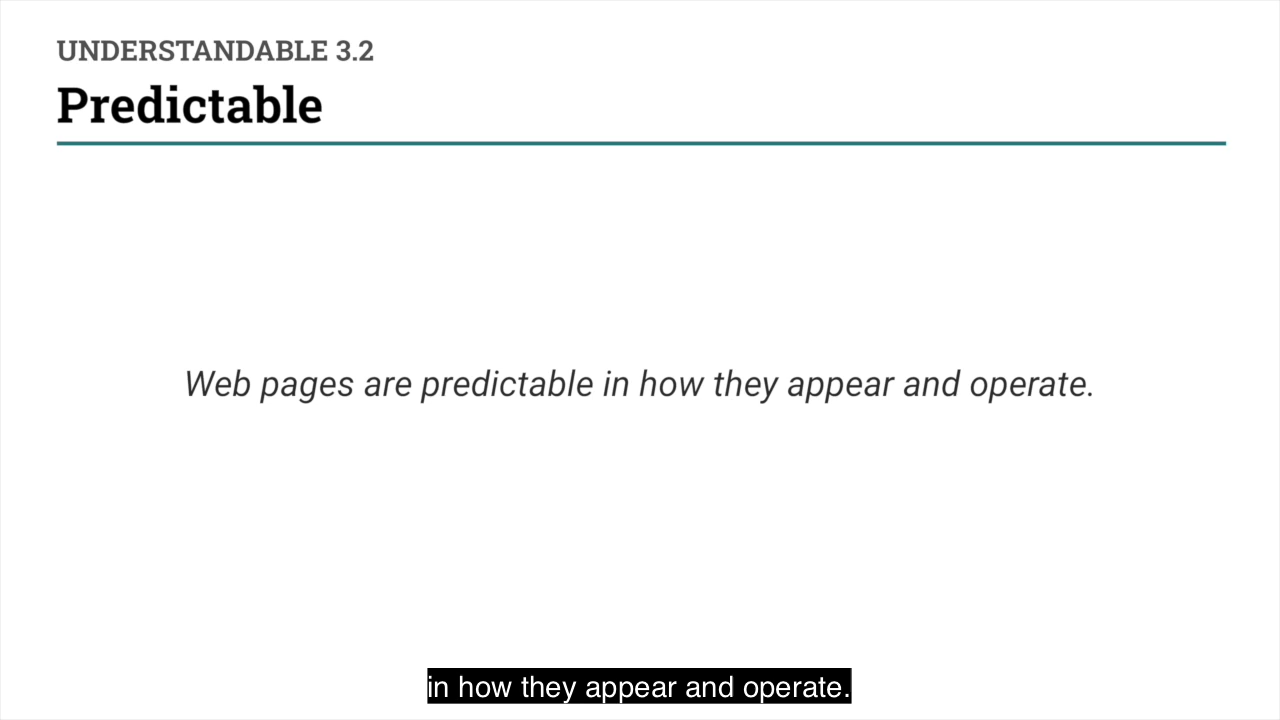 UNDERSTANDABLE 3.2
Predictable
Web pages are predictable in how they appear and operate.
in how they appear and operate.